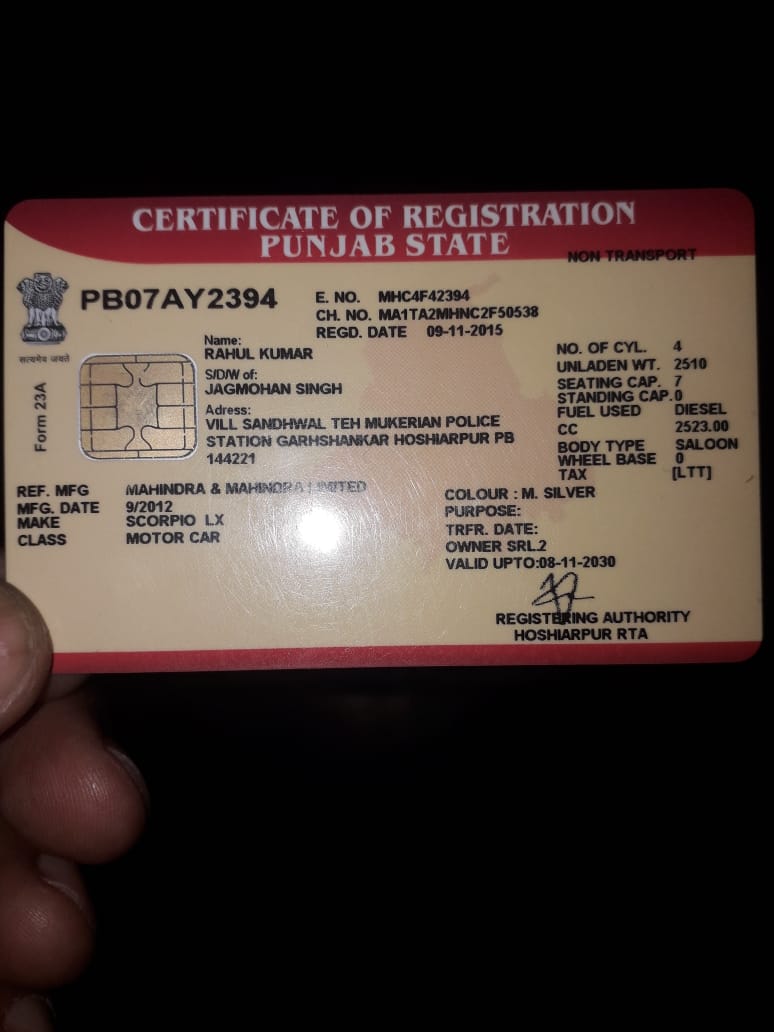 CERTIFICATE OF REGISTRATION
PUNJAB STATE
NON TRANSPORT
सत्यमेव जयते
Form 23A
PB07AY2394
E. NO. MHC4F42394
CH. NO. MA1TA2MHNC2F50538
REGD. DATE 09-11-2015
Name:
RAHUL KUMAR
S/D/W of:
JAGMOHAN SINGH
Adress:
VILL SANDHWAL TEH MUKERIAN POLICE
STATION GARHSHANKAR HOSHIARPUR PB
144221
NO. OF CYL. 4
UNLADEN WT. 2510
SEATING CAP. 7
STANDING CAP.0
FUEL USED DIESEL
CC 2523.00
BODY TYPE SALOON
WHEEL BASE 0
TAX [LTT]
REF. MFG MAHINDRA & MAHINDRA LIMITED
MFG. DATE 9/2012
MAKE SCORPIO LX
CLASS MOTOR CAR
COLOUR : M. SILVER
PURPOSE:
TRFR. DATE:
OWNER SRL.2
VALID UPTO:08-11-2030
REGISTERING AUTHORITY
HOSHIARPUR RTA